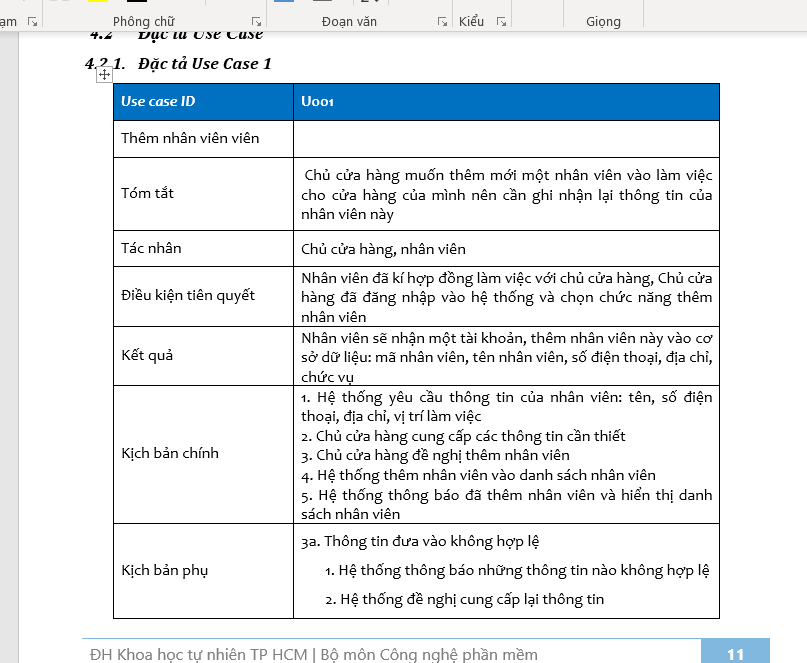 ạm Phông chữ Đoạn văn Kiểu Giọng
4.2 Đặc tả Use Case
4.2.1. Đặc tả Use Case 1
Use case ID U001
Thêm nhân viên viên
Tóm tắt
Chủ cửa hàng muốn thêm mới một nhân viên vào làm việc
cho cửa hàng của mình nên cần ghi nhận lại thông tin của
nhân viên này
Tác nhân
Chủ cửa hàng, nhân viên
Điều kiện tiên quyết
Nhân viên đã kí hợp đồng làm việc với chủ cửa hàng, Chủ cửa
hàng đã đăng nhập vào hệ thống và chọn chức năng thêm
nhân viên
Kết quả
Nhân viên sẽ nhận một tài khoản, thêm nhân viên này vào cơ
sở dữ liệu: mã nhân viên, tên nhân viên, số điện thoại, địa chỉ,
chức vụ
Kịch bản chính
1. Hệ thống yêu cầu thông tin của nhân viên: tên, số điện
thoại, địa chỉ, vị trí làm việc
2. Chủ cửa hàng cung cấp các thông tin cần thiết
3. Chủ cửa hàng đề nghị thêm nhân viên
4. Hệ thống thêm nhân viên vào danh sách nhân viên
5. Hệ thống thông báo đã thêm nhân viên và hiển thị danh
sách nhân viên
Kịch bản phụ
3a. Thông tin đưa vào không hợp lệ
1. Hệ thống thông báo những thông tin nào không hợp lệ
2. Hệ thống đề nghị cung cấp lại thông tin
ĐH Khoa học tự nhiên TP HCM | Bộ môn Công nghệ phần mềm 11